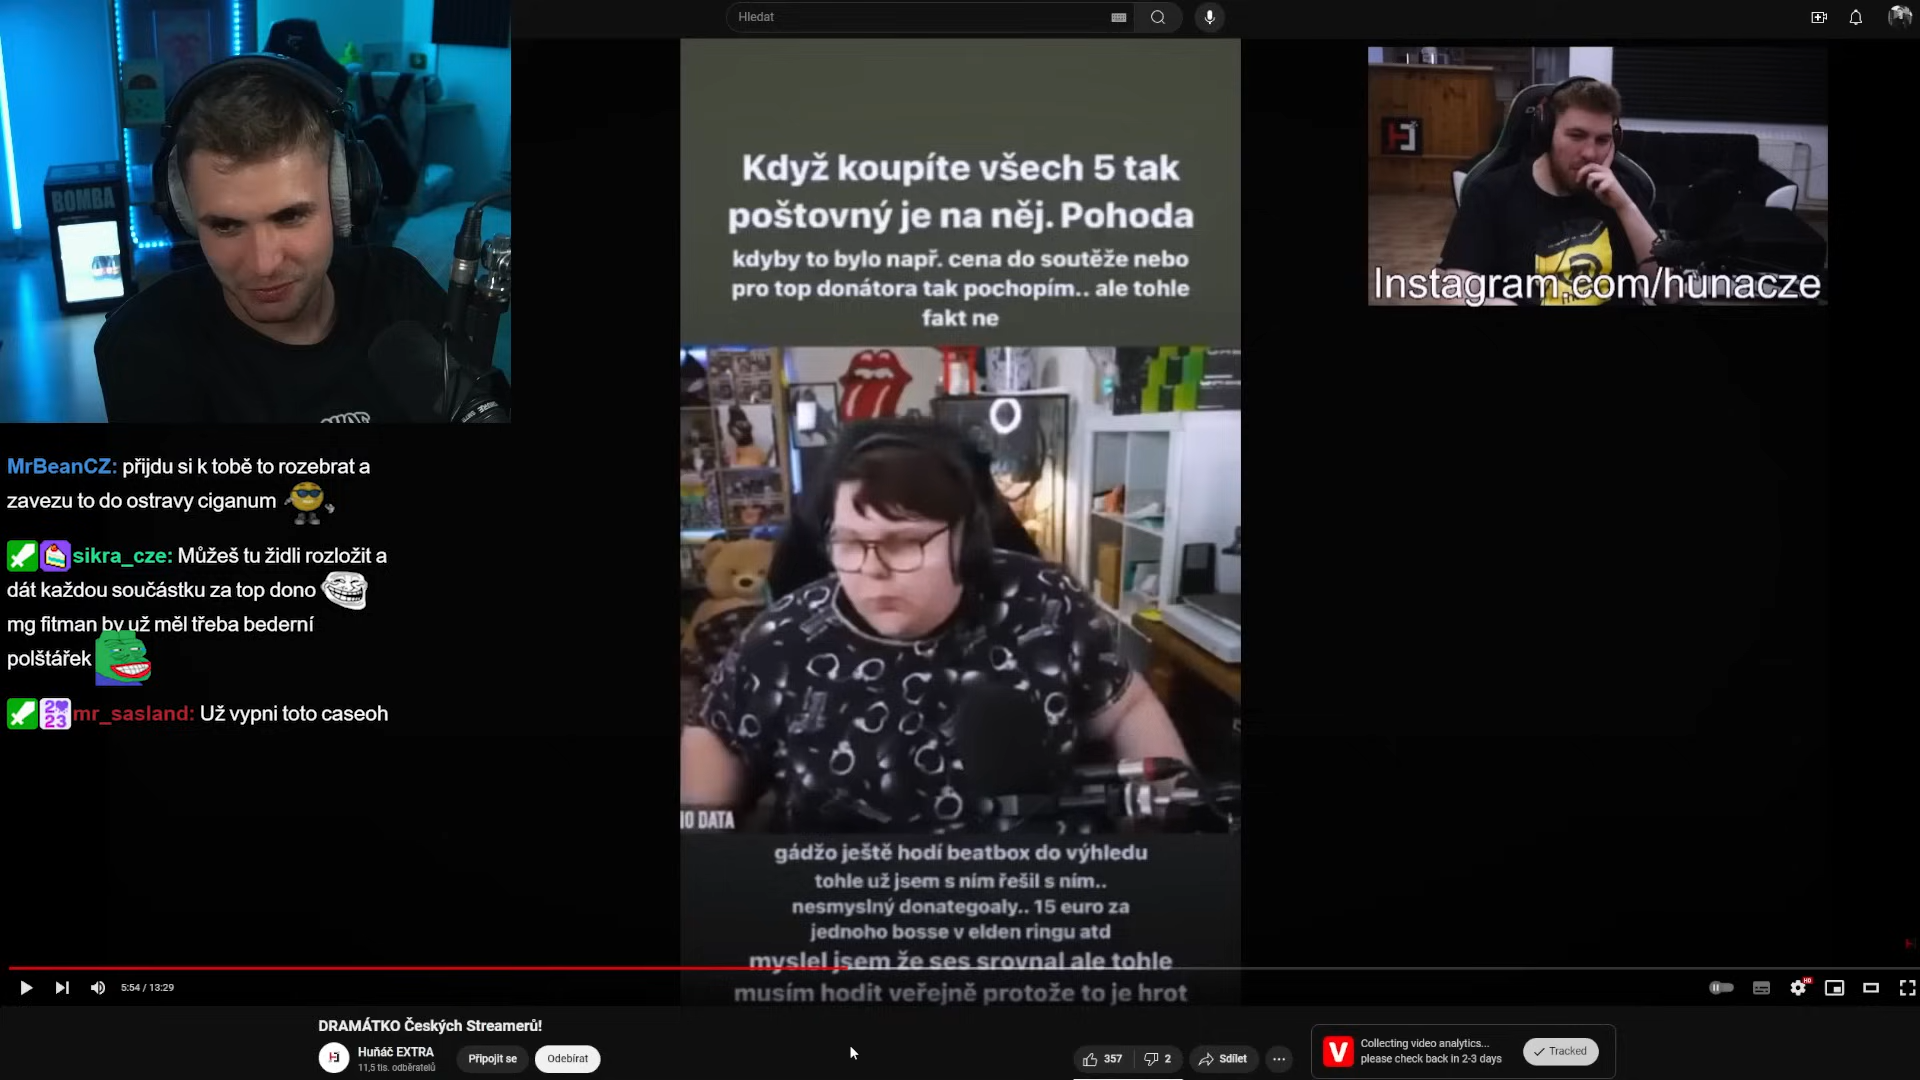 Hledat
BOMBA
Instagram.com/hunacze
Když koupíte všech 5 tak
poštovný je na něj. Pohoda
kdyby to bylo např. cena do soutěže nebo
pro top donátora tak pochopím.. ale tohle
fakt ne
MrBeanCZ: přijdu si k tobě to rozebrat a
zavezu to do ostravy ciganum
sikra_cze: Můžeš tu židli rozložit a
dát každou součástku za top dono
mg fitman by už měl třeba bederní
polštářek
2023
mr_sasland: Už vypni toto caseoh
IO DATA
gádžo ještě hodí beatbox do výhledu
tohle už jsem s ním řešil s ním..
nesmyslný donategoaly.. 15 euro za
jednoho bosse v elden ringu atd
myslel jsem že ses srovnal ale tohle
musím hodit veřejně protože to je hrot
5:54 / 13:29
HD
DRAMÁTKO Českých Streamerů!
Huňáč EXTRA
11,5 tis. odběratelů
Připojit se
Odebírat
357
2
Sdílet
Collecting video analytics...
please check back in 2-3 days
Tracked